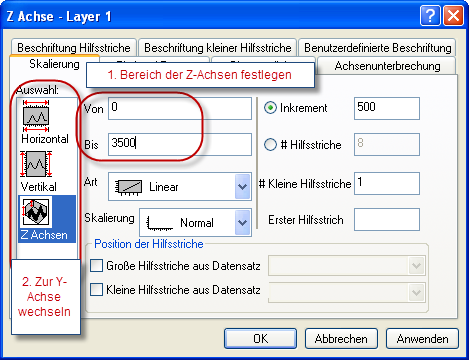 Z Achse - Layer 1
Beschriftung Hilfsstriche
Beschriftung kleiner Hilfsstriche
Benutzerdefinierte Beschriftung
Skalierung
Achsenunterbrechung
1. Bereich der Z-Achsen festlegen
Auswahl:
Horizontal
Vertikal
Z Achsen
2. Zur Y-
Achse
wechseln
Von 0
Bis 3500
Art Linear
Skalierung Normal
Inkrement 500
# Hilfsstriche 8
# Kleine Hilfsstriche 1
Erster Hilfsstrich
Position der Hilfsstriche
Große Hilfsstriche aus Datensatz
Kleine Hilfsstriche aus Datensatz
OK
Abbrechen
Anwenden